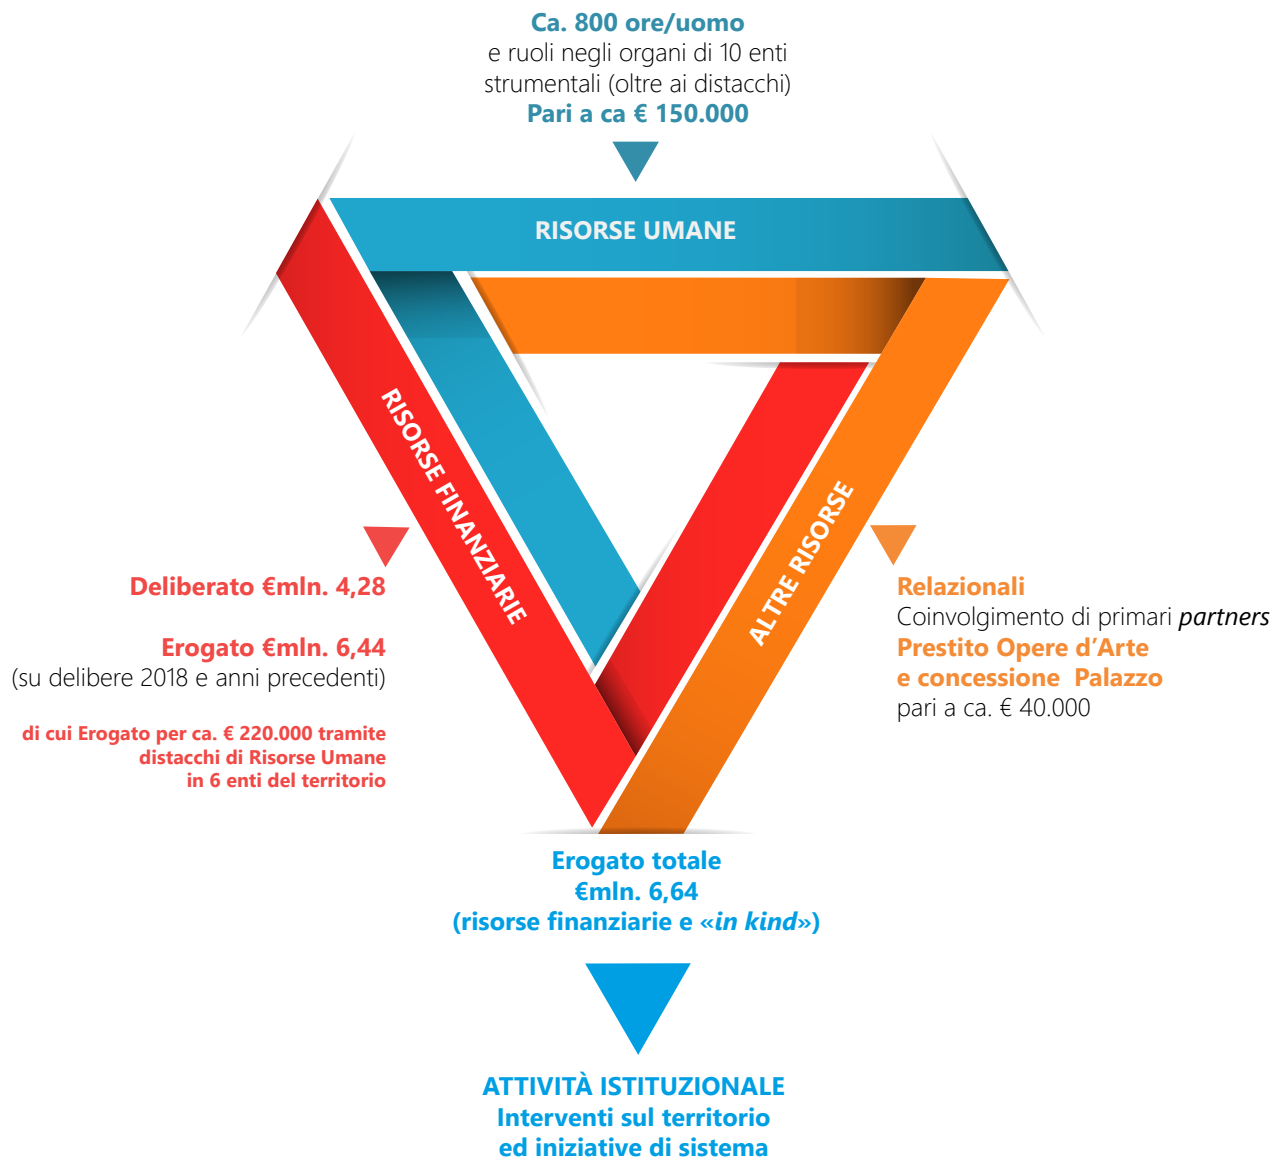 Ca. 800 ore/uomo
e ruoli negli organi di 10 enti
strumentali (oltre ai distacchi)
Pari a ca € 150.000
RISORSE UMANE
RISORSE FINANZIARIE
ALTRE RISORSE
Deliberato €mln. 4,28
Erogato €mln. 6,44
(su delibere 2018 e anni precedenti)
di cui Erogato per ca. € 220.000 tramite
distacchi di Risorse Umane
in 6 enti del territorio
Relazionali
Coinvolgimento di primari partners
Prestito Opere d’Arte
e concessione Palazzo
pari a ca. € 40.000
Erogato totale
€mln. 6,64
(risorse finanziarie e «in kind»)
ATTIVITÀ ISTITUZIONALE
Interventi sul territorio
ed iniziative di sistema